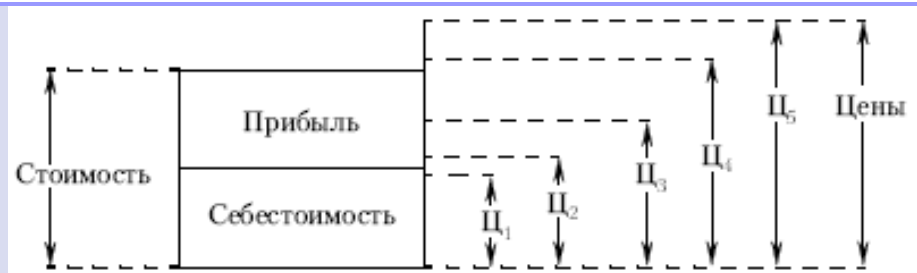 Прибыль
Стоимость
Себестоимость
Ц1
Ц2
Ц3
Ц4
Ц5
Цены